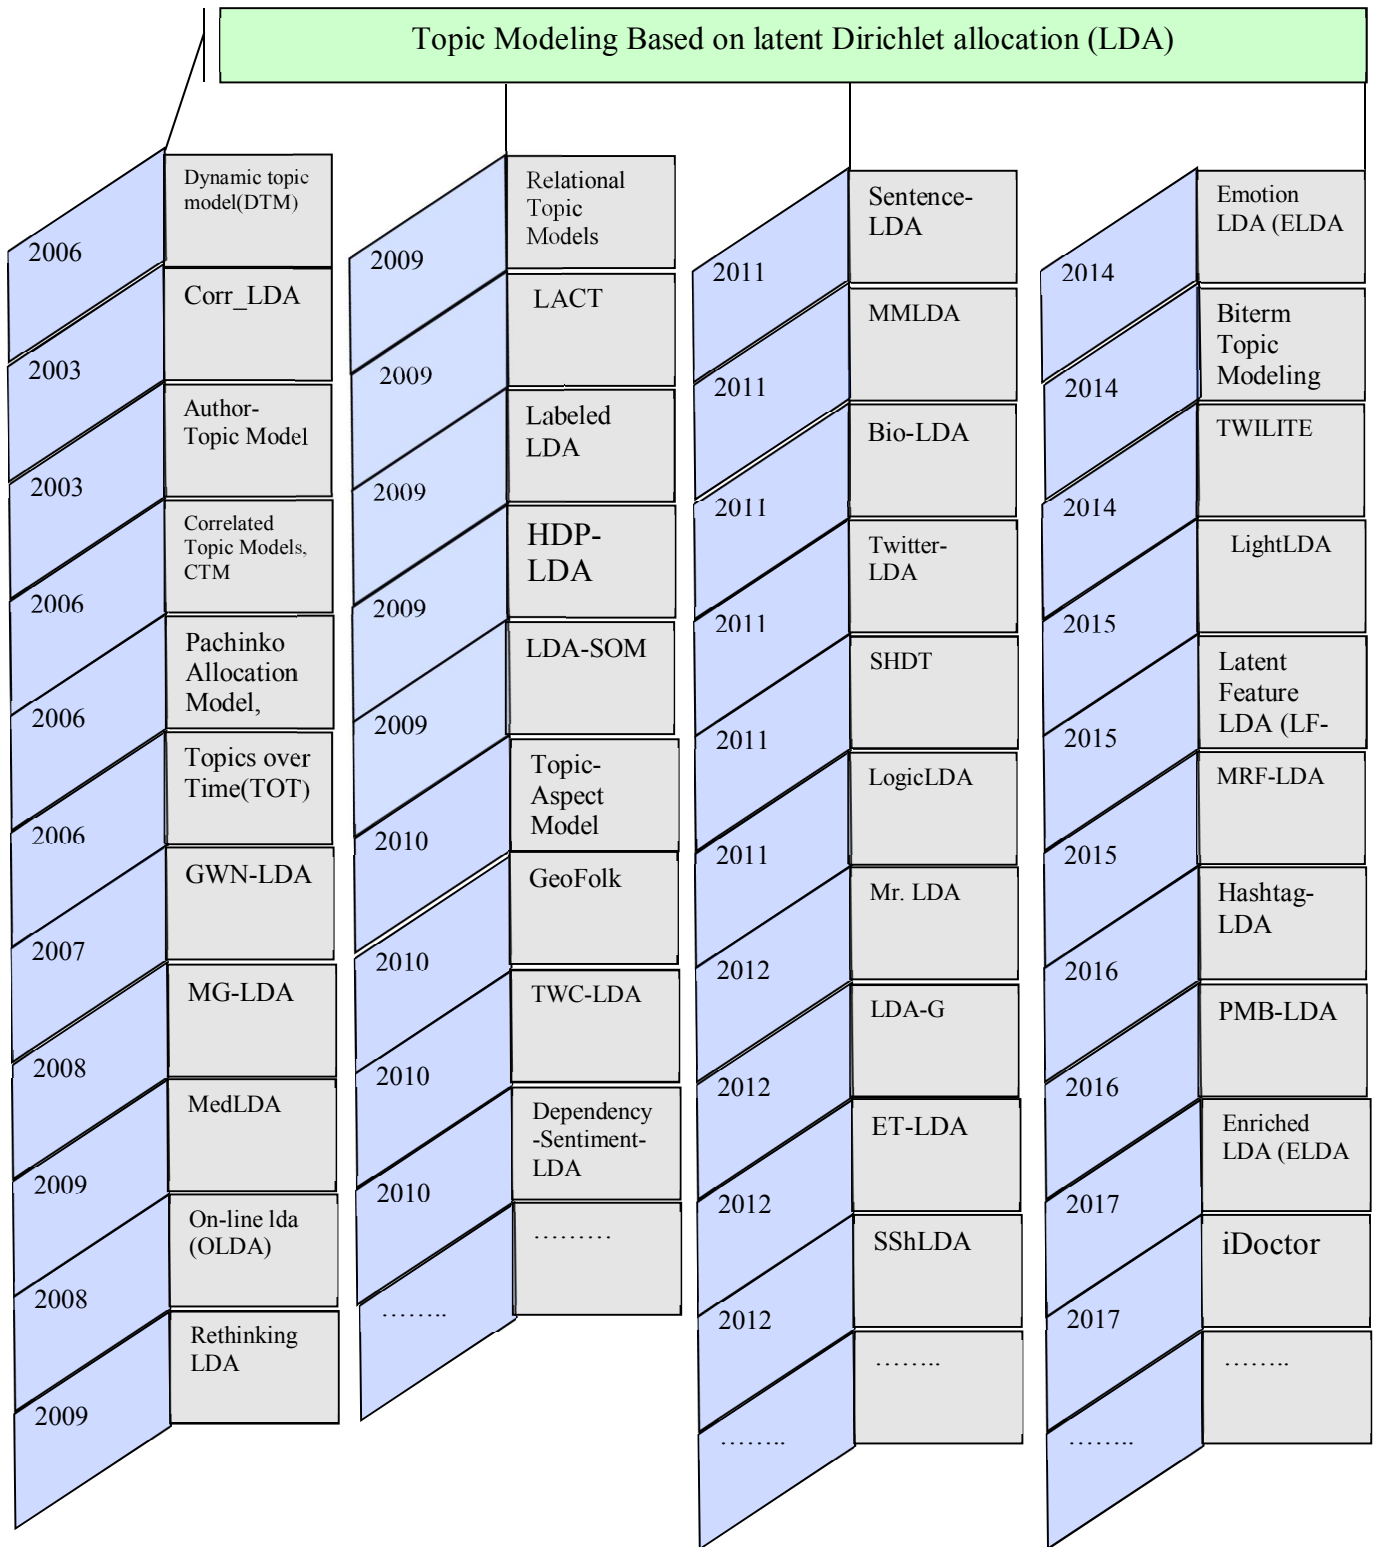 Topic Modeling Based on latent Dirichlet allocation (LDA)
2006
Dynamic topic
model(DTM)
2003
Corr_LDA
2003
Author-
Topic Model
2006
Correlated
Topic Models,
CTM
2006
Pachinko
Allocation
Model,
2006
Topics over
Time(TOT)
2007
GWN-LDA
2008
MG-LDA
2009
MedLDA
2008
On-line lda
(OLDA)
2009
Rethinking
LDA
2009
Relational
Topic
Models
2009
LACT
2009
Labeled
LDA
2009
HDP-
LDA
2009
LDA-SOM
2010
Topic-
Aspect
Model
2010
GeoFolk
2010
TWC-LDA
2010
Dependency
-Sentiment-
LDA
........
.........
2011
Sentence-
LDA
2011
MMLDA
2011
Bio-LDA
2011
Twitter-
LDA
2011
SHDT
2011
LogicLDA
2012
Mr. LDA
2012
LDA-G
2012
ET-LDA
2012
SShLDA
........
........
2014
Emotion
LDA (ELDA
2014
Biterm
Topic
Modeling
2014
TWILITE
2015
LightLDA
2015
Latent
Feature
LDA (LF-
2015
MRF-LDA
2016
Hashtag-
LDA
2016
PMB-LDA
2017
Enriched
LDA (ELDA
2017
iDoctor
........
........